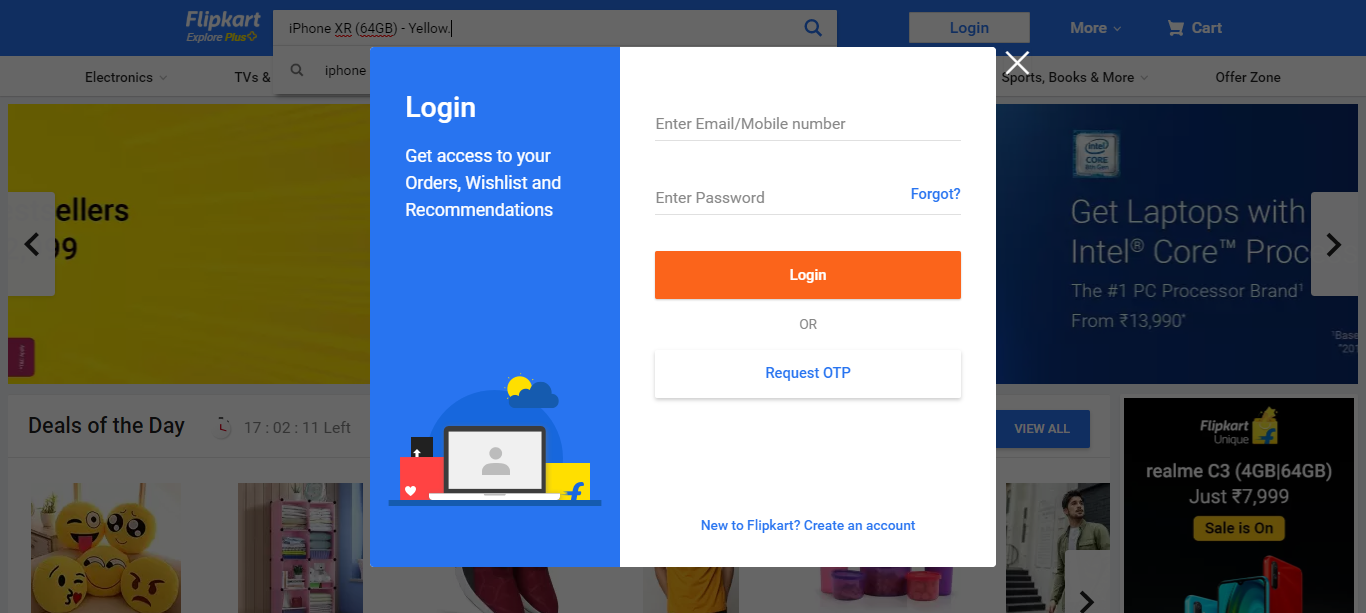 Flipkart
Explore Plus
iPhone XR (64GB) - Yellow.
Login
More
Cart
iphone
Electronics
TVs &
Sports, Books & More
Offer Zone
Login
Get access to your
Orders, Wishlist and
Recommendations
Enter Email/Mobile number
Enter Password
Forgot?
Login
OR
Request OTP
New to Flipkart? Create an account
ellers
99
intel
CORE
8th Gen
Get Laptops with
Intel® Core™ Proc
The #1 PC Processor Brand¹
From ₹13,990*
Deals of the Day
17 : 02 : 11 Left
VIEW ALL
Flipkart
Unique
realme C3 (4GB|64GB)
Just ₹7,999
Sale is On